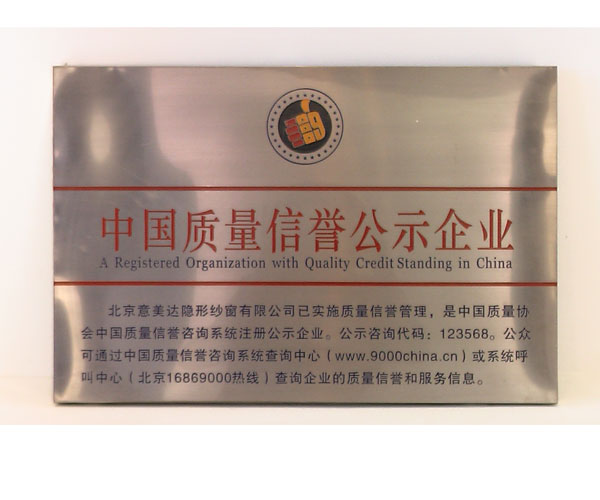 中国质量信誉公示企业
A Registered Organization with Quality Credit Standing in China
北京意美达隐形纱窗有限公司已实施质量信誉管理，是中国质量协
会中国质量信誉咨询系统注册公示企业。公示咨询代码：123568。公众
可通过中国质量信誉咨询系统查询中心（www.9000china.cn）或系统呼
叫中心（北京16869000热线）查询企业的质量信誉和服务信息。